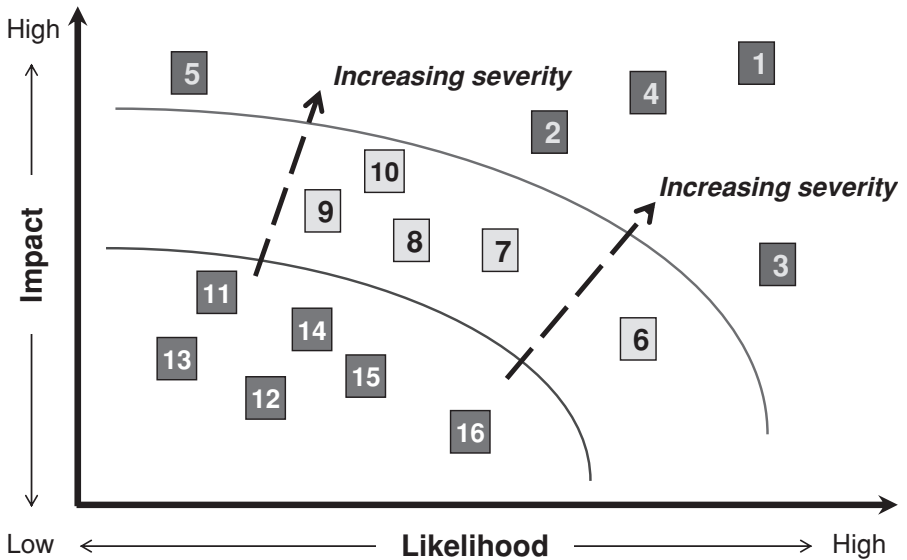 High
5
Increasing severity
1
4
2
10
Increasing severity
9
8
7
3
Impact
11
14
6
13
15
12
16
Low
Likelihood
High